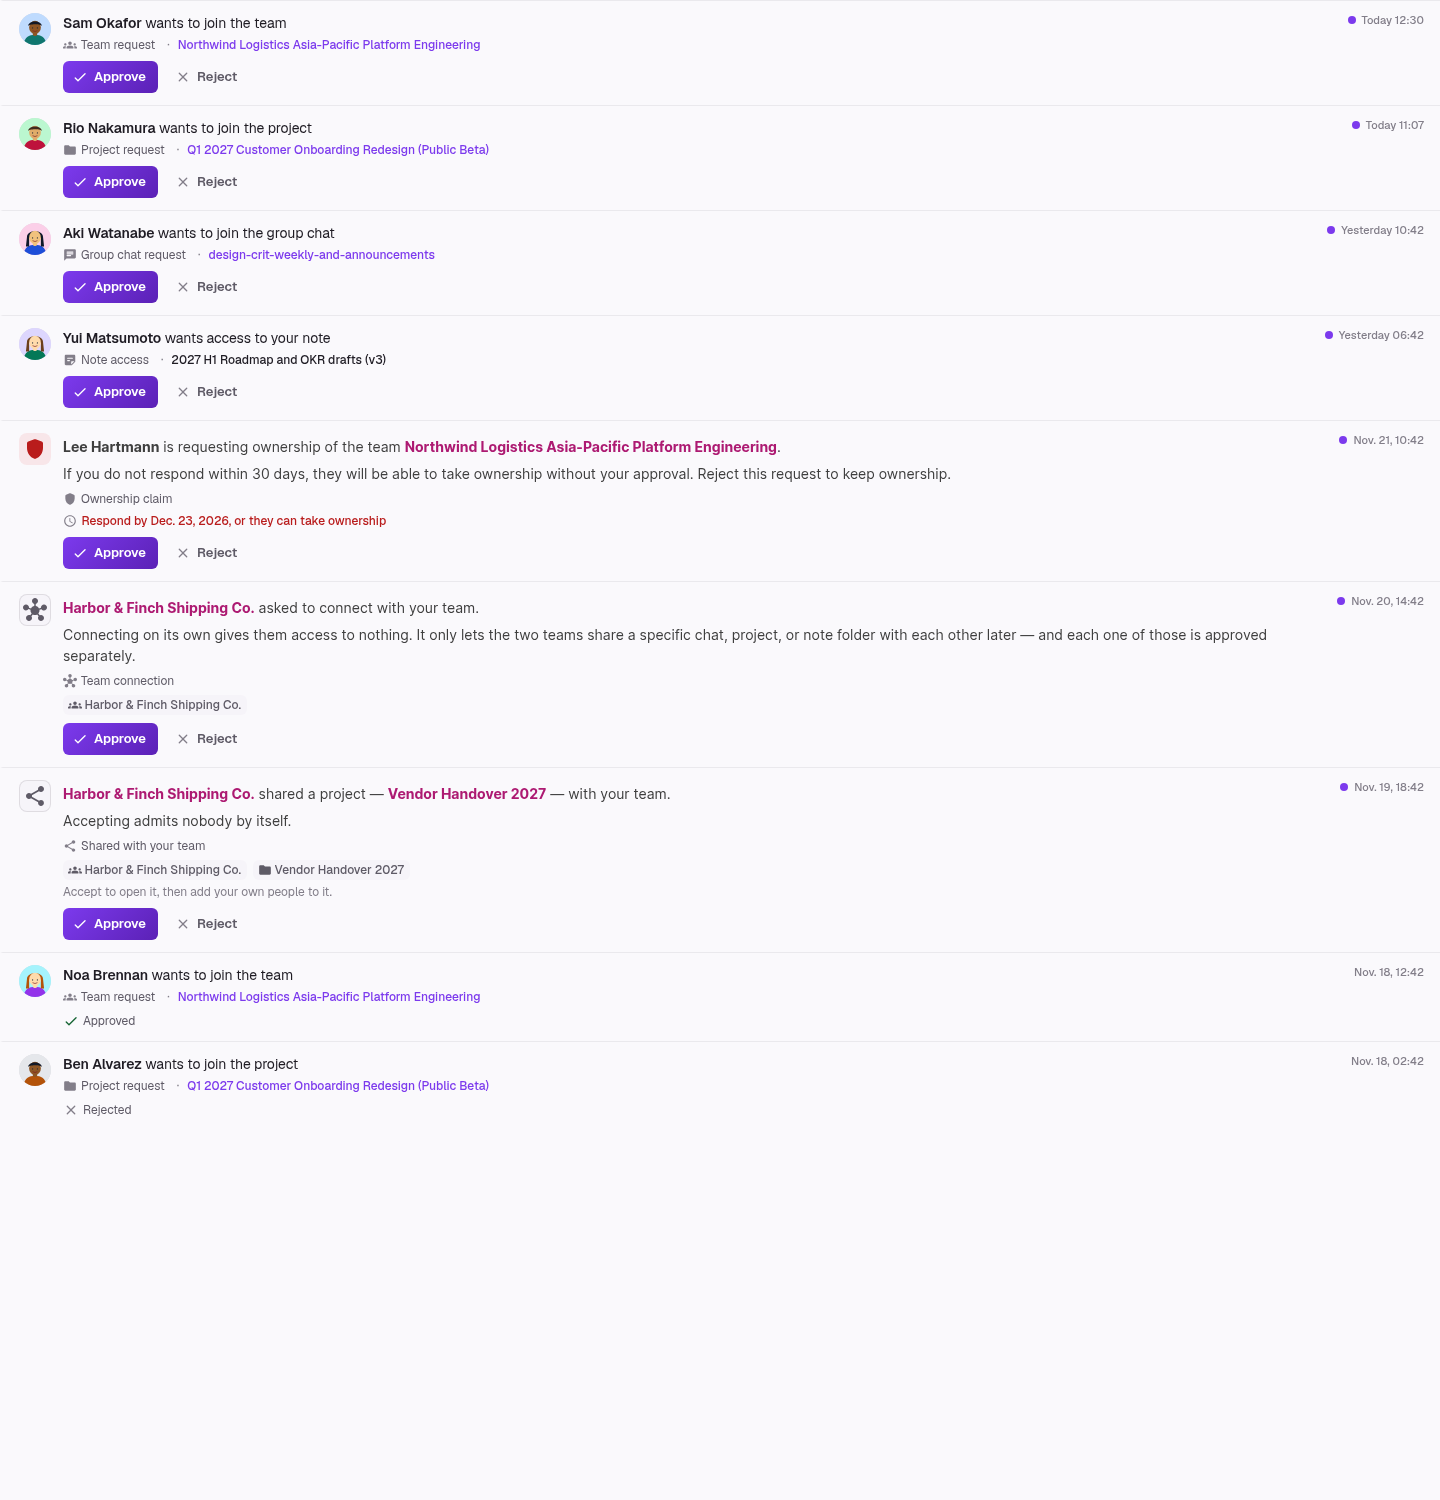 Sam Okafor wants to join the team
Today 12:30
Team request · Northwind Logistics Asia-Pacific Platform Engineering
Approve Reject
Rio Nakamura wants to join the project
Today 11:07
Project request · Q1 2027 Customer Onboarding Redesign (Public Beta)
Approve Reject
Aki Watanabe wants to join the group chat
Yesterday 10:42
Group chat request · design-crit-weekly-and-announcements
Approve Reject
Yui Matsumoto wants access to your note
Yesterday 06:42
Note access · 2027 H1 Roadmap and OKR drafts (v3)
Approve Reject
Lee Hartmann is requesting ownership of the team Northwind Logistics Asia-Pacific Platform Engineering.
Nov. 21, 10:42
If you do not respond within 30 days, they will be able to take ownership without your approval. Reject this request to keep ownership.
Ownership claim
Respond by Dec. 23, 2026, or they can take ownership
Approve Reject
Harbor & Finch Shipping Co. asked to connect with your team.
Nov. 20, 14:42
Connecting on its own gives them access to nothing. It only lets the two teams share a specific chat, project, or note folder with each other later — and each one of those is approved
separately.
Team connection
Harbor & Finch Shipping Co.
Approve Reject
Harbor & Finch Shipping Co. shared a project — Vendor Handover 2027 — with your team.
Nov. 19, 18:42
Accepting admits nobody by itself.
Shared with your team
Harbor & Finch Shipping Co. Vendor Handover 2027
Accept to open it, then add your own people to it.
Approve Reject
Noa Brennan wants to join the team
Nov. 18, 12:42
Team request · Northwind Logistics Asia-Pacific Platform Engineering
Approved
Ben Alvarez wants to join the project
Nov. 18, 02:42
Project request · Q1 2027 Customer Onboarding Redesign (Public Beta)
Rejected